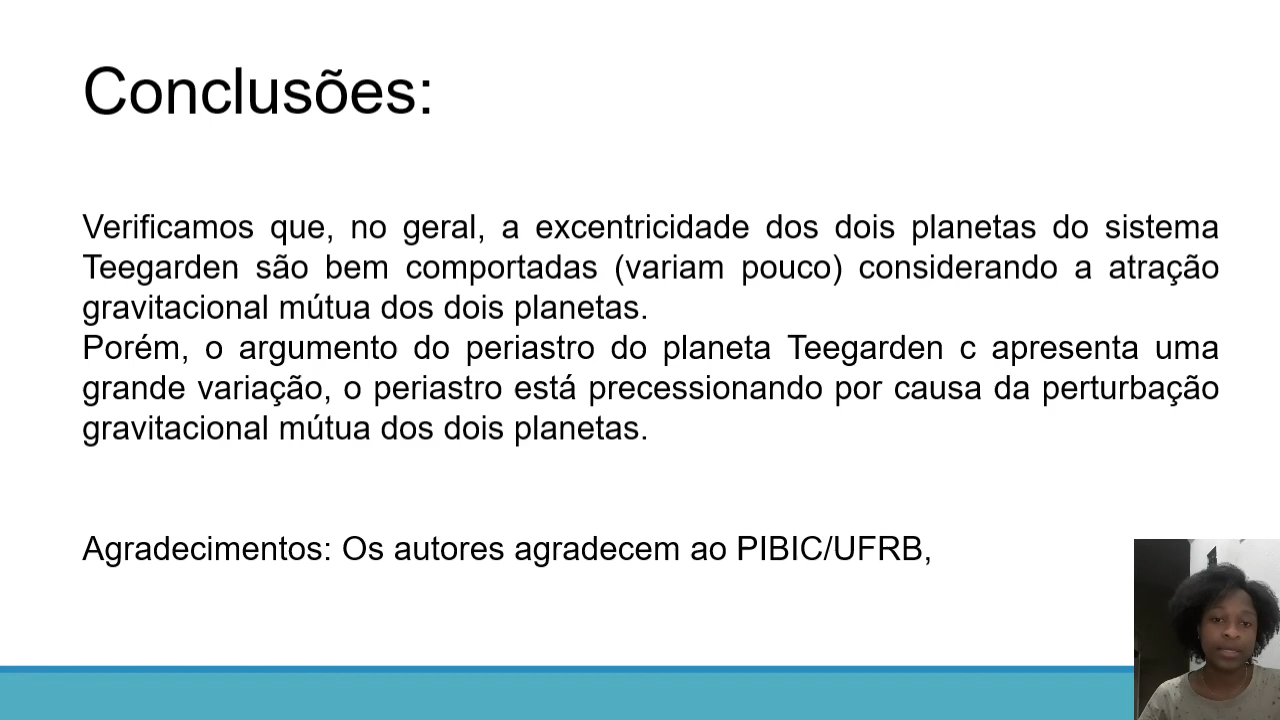 Conclusões:
Verificamos que, no geral, a excentricidade dos dois planetas do sistema
Teegarden são bem comportadas (variam pouco) considerando a atração
gravitacional mútua dos dois planetas.
Porém, o argumento do periastro do planeta Teegarden c apresenta uma
grande variação, o periastro está precessionando por causa da perturbação
gravitacional mútua dos dois planetas.
Agradecimentos: Os autores agradecem ao PIBIC/UFRB,